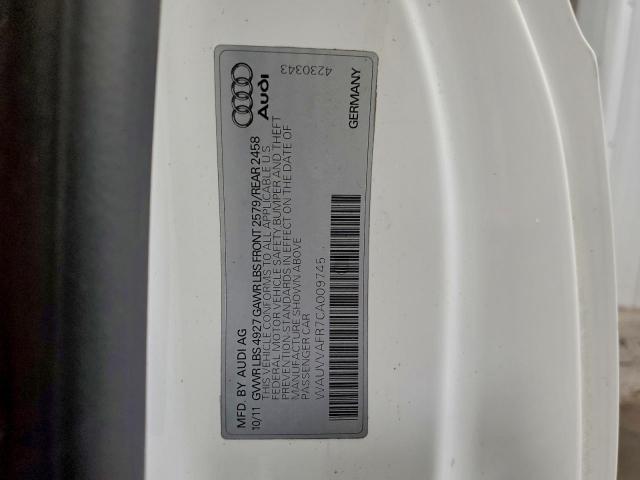 MFD. BY AUDI AG
Audi
10/11 GVWR LBS 4927 GAWR LBS FRONT 2579/REAR 2458
THIS VEHICLE CONFORMS TO ALL APPLICABLE U.S.
FEDERAL MOTOR VEHICLE SAFETY BUMPER AND THEFT
PREVENTION STANDARDS IN EFFECT ON THE DATE OF
MANUFACTURE SHOWN ABOVE
PASSENGER CAR
WAUVVAFR7CA009745
4230343
GERMANY